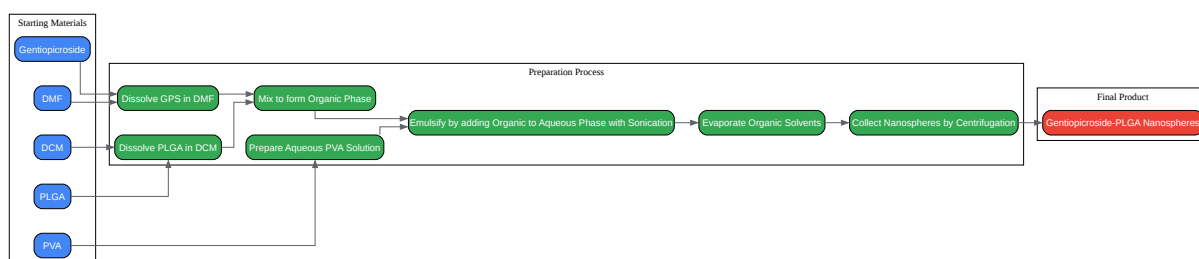 Starting Materials
Gentiopicroside
DMF
DCM
PLGA
PVA
Preparation Process
Dissolve GPS in DMF
Mix to form Organic Phase
Dissolve PLGA in DCM
Prepare Aqueous PVA Solution
Emulsify by adding Organic to Aqueous Phase with Sonication
Evaporate Organic Solvents
Collect Nanospheres by Centrifugation
Final Product
Gentiopicroside-PLGA Nanospheres